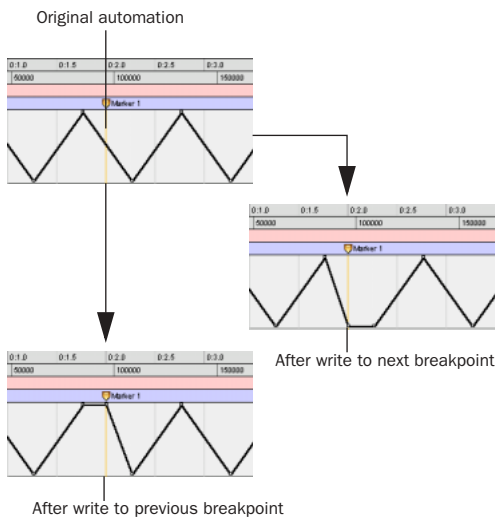 Original automation
0:1.0 0:1.5 0:2.0 0:2.5 0:3.0
50000 100000 150000
Marker 1
0:1.0 0:1.5 0:2.0 0:2.5 0:3.0
50000 100000 150000
Marker 1
After write to next breakpoint
0:1.0 0:1.5 0:2.0 0:2.5 0:3.0
50000 100000 150000
Marker 1
After write to previous breakpoint